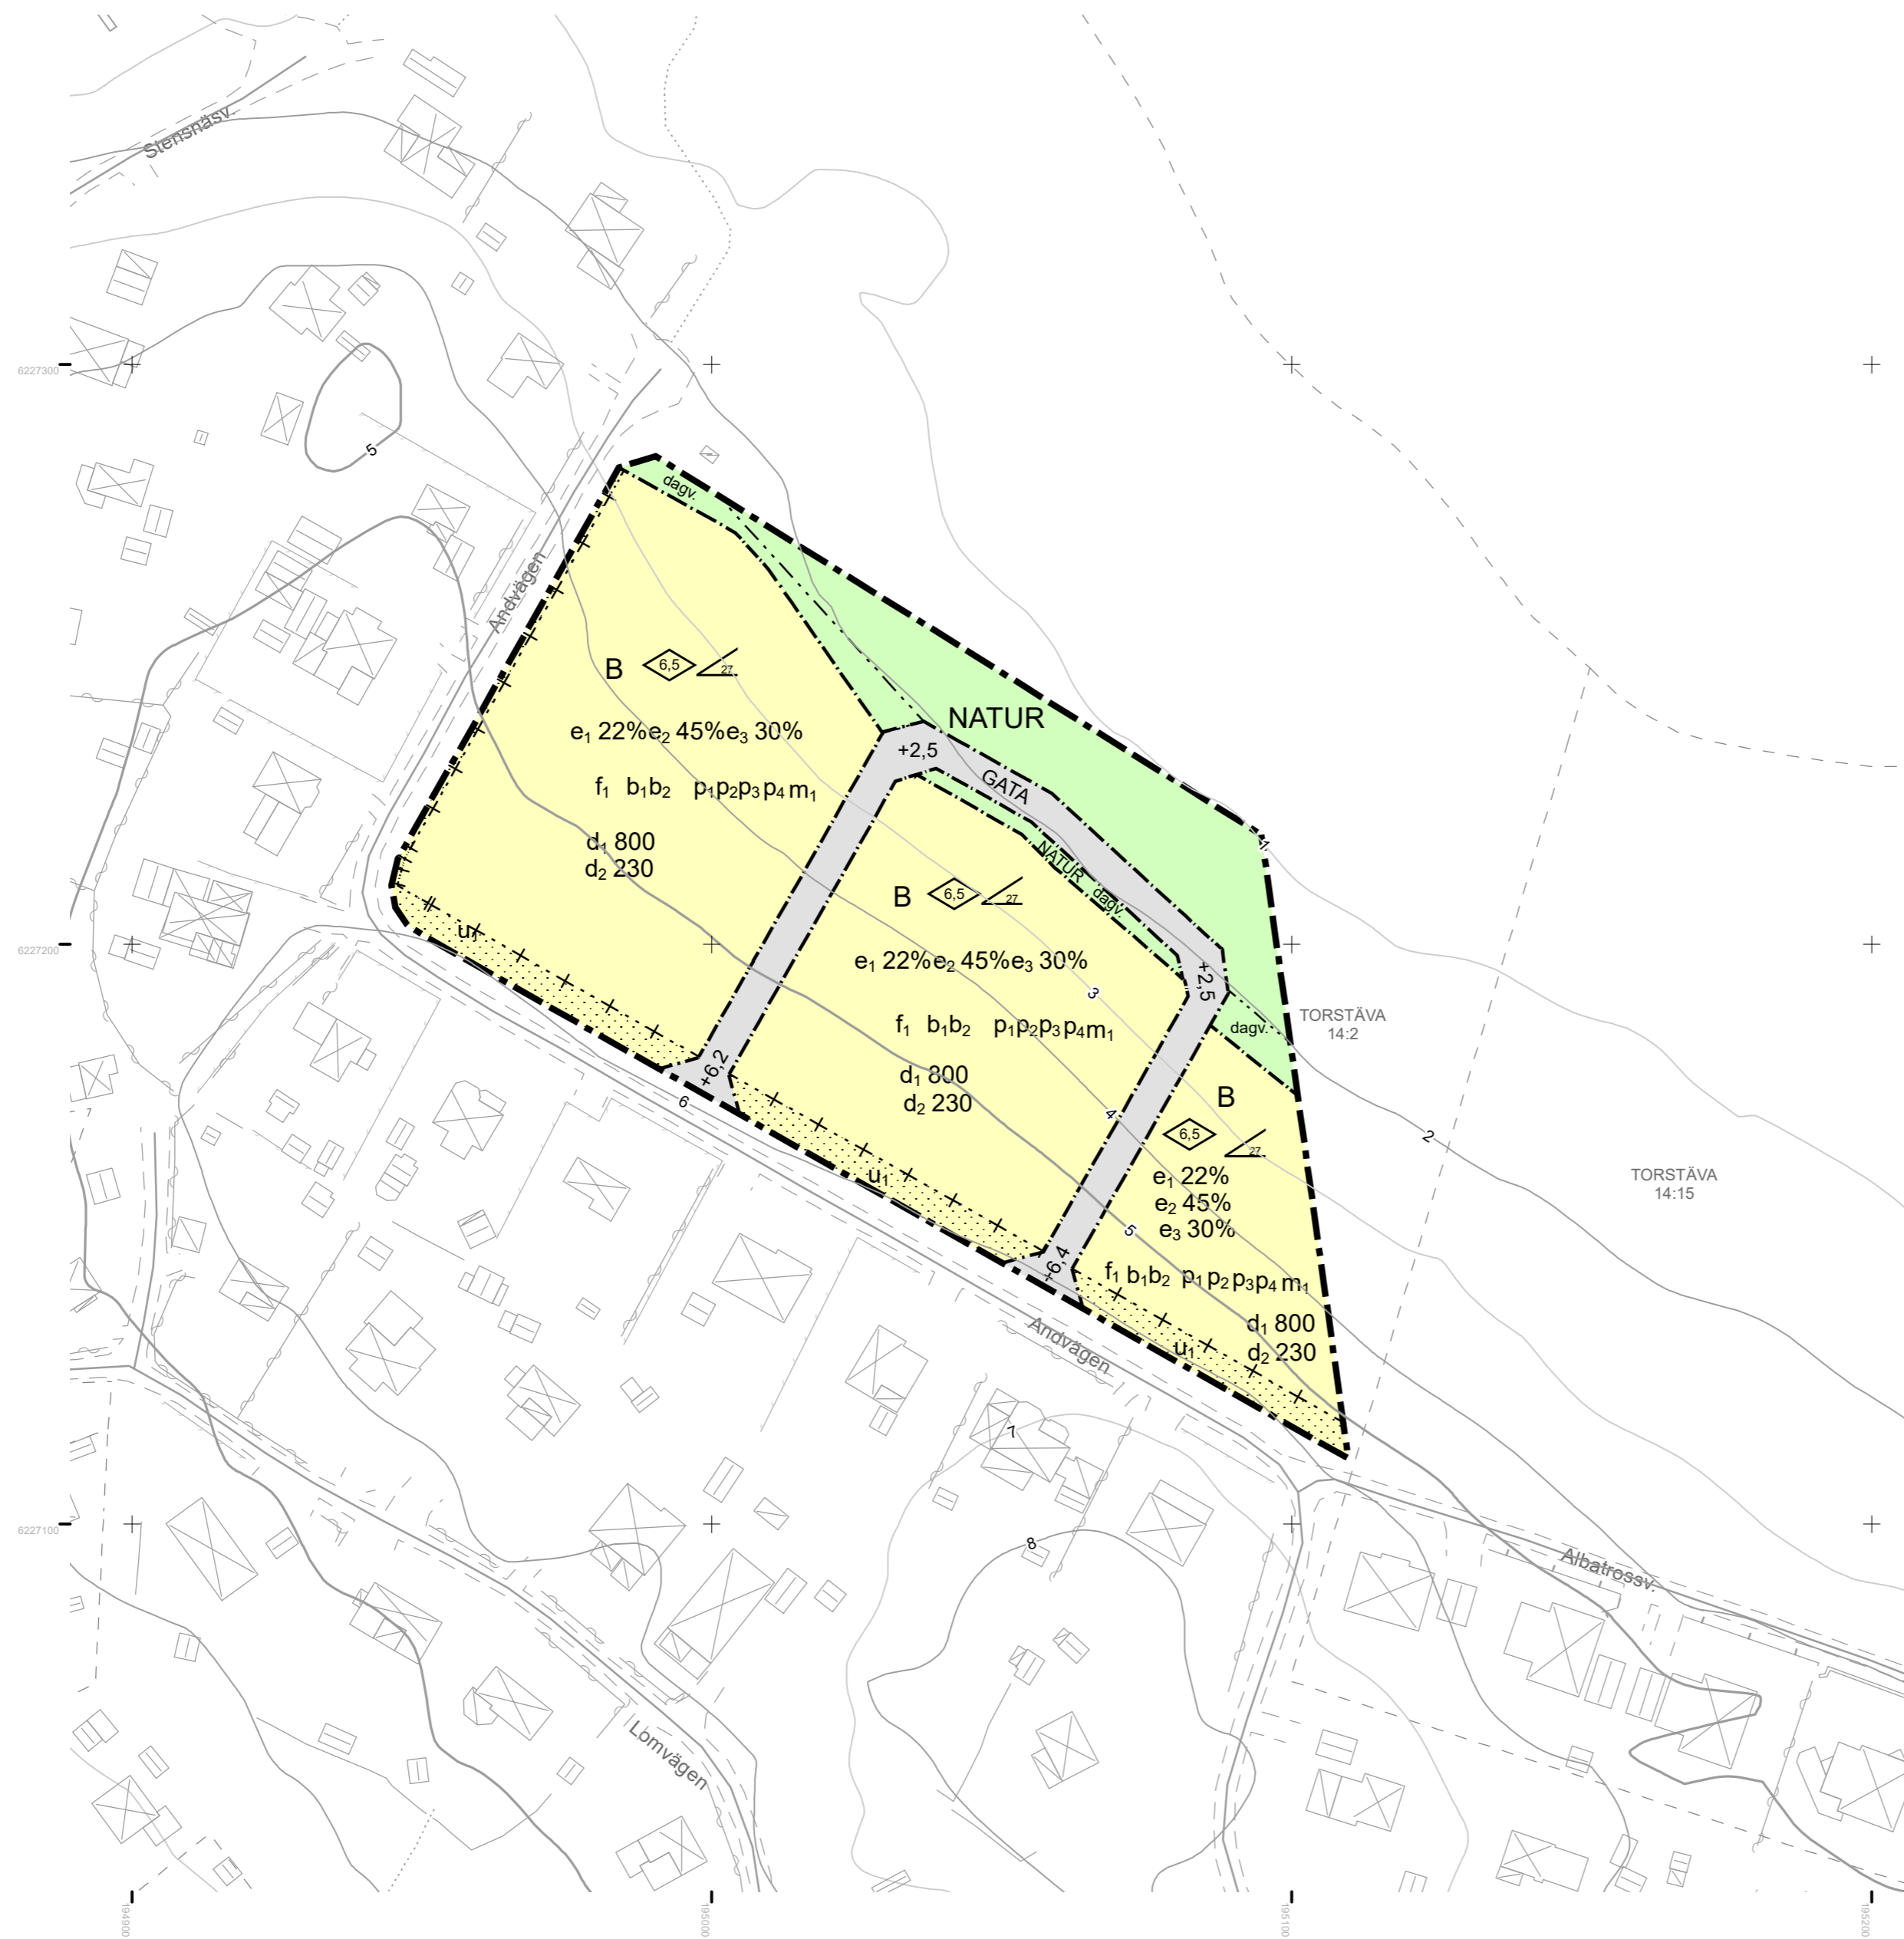 Stensnäsv.
6227300
5
dagv.
Andvägen
B 6,5 27
NATUR
e₁ 22%e₂ 45%e₃ 30%
+2,5
GATA
f₁ b₁b₂ p₁p₂p₃p₄m₁
d₁ 800
d₂ 230
1
NATUR
dagv.
B 6,5 27
u₁
6227200
e₁ 22%e₂ 45%e₃ 30%
+2,5
3
TORSTÄVA
14:2
dagv.
f₁ b₁b₂ p₁p₂p₃p₄m₁
d₁ 800
d₂ 230
+6,2
6
7
4
B
6,5 27
2
u₁
e₁ 22%
e₂ 45%
e₃ 30%
TORSTÄVA
14:15
5
+6,4
f₁ b₁b₂ p₁p₂p₃p₄m₁
d₁ 800
d₂ 230
u₁
Andvägen
7
6227100
8
Albatrossv.
Lomvägen
194900
195000
195100
195200